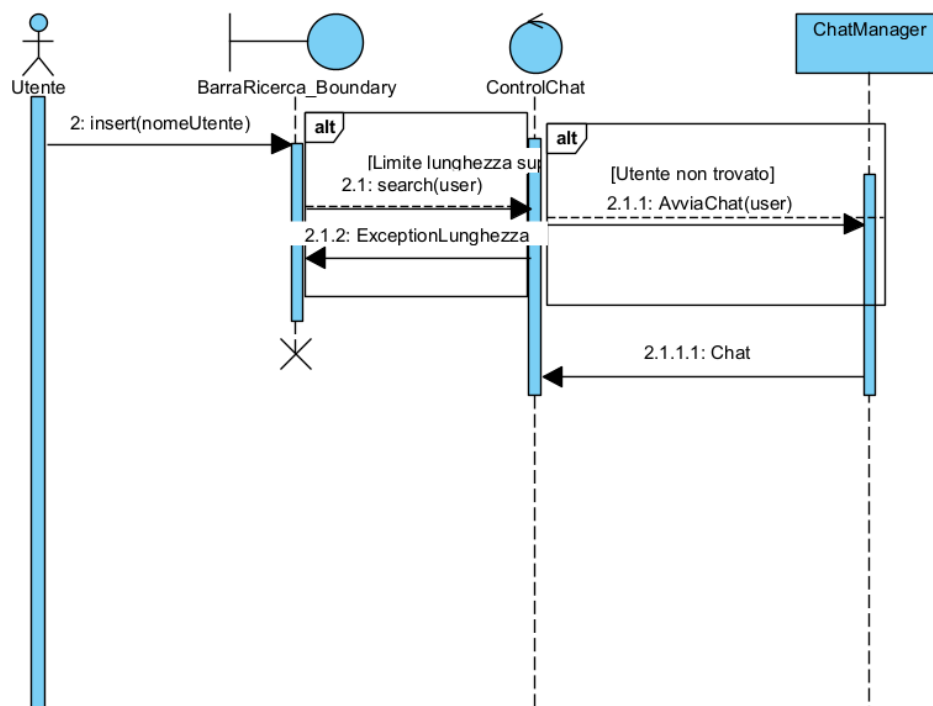 Utente
BarraRicerca_Boundary
ControlChat
ChatManager
2: insert(nomeUtente)
alt
[Limite lunghezza
2.1: search(user)
2.1.2: ExceptionLunghezza
alt
[Utente non trovato]
2.1.1: AvviaChat(user)
2.1.1.1: Chat